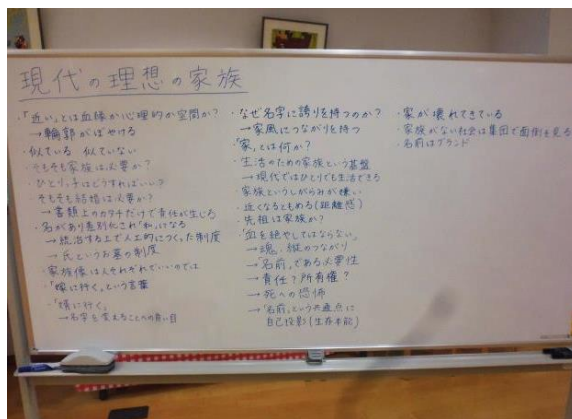 現代の理想の家族
・「近い」とは血縁か心理的か空間か?
→輪郭がぼやける
・似ている 似ていない
・そもそも家族は必要か?
・ひとりっ子はどうすればいい?
・そもそも結婚は必要か?
→書類上のカタチだけで責任が生じる
・名があり差別化され「和」になる
→統治する上で人工的につくった制度
→氏というお墓の制度
・家族像は人それぞれでいいのでは
・「嫁に行く」という言葉
・「婿に行く」
→名字を変えることへの負い目
・なぜ名字に誇りを持つのか?
→家風につながりを持つ
・「家」とは何か?
・生活のための家族という基盤
→現代ではひとりでも生活できる
・家族というしがらみが嫌い
・近くなるともめる(距離感)
・先祖は家族か?
・「血を絶やしてはならない」
→魂、縦のつながり
→「名前」である必要性
→責任?所有権?
→死への恐怖
→「名前」という共通点に
自己投影(生存本能)
・家が壊れてきている
・家族がない社会は集団で面倒を見る
・名前はブランド